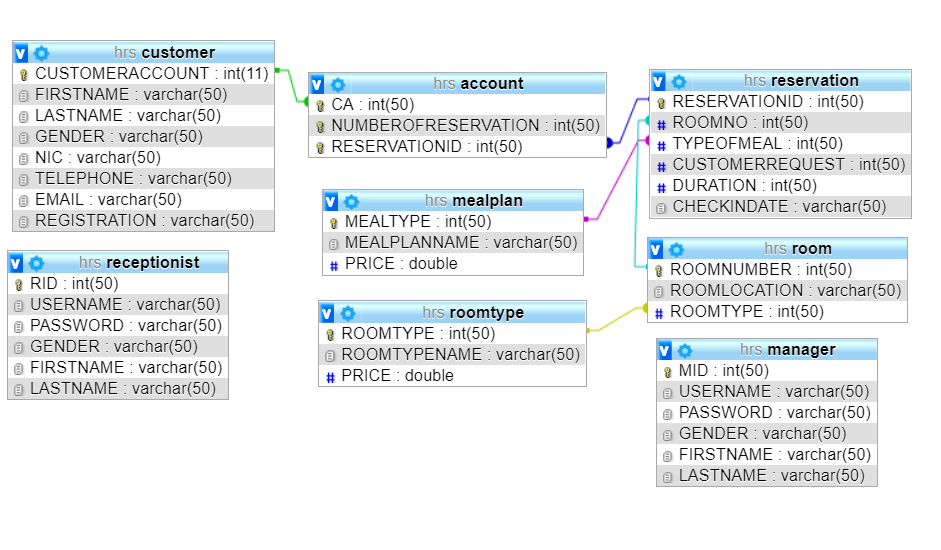 hrs customer
CUSTOMERACCOUNT : int(11)
FIRSTNAME : varchar(50)
LASTNAME : varchar(50)
GENDER : varchar(50)
NIC : varchar(50)
TELEPHONE : varchar(50)
EMAIL : varchar(50)
REGISTRATION : varchar(50)
hrs account
CA : int(50)
NUMBEROFRESERVATION : int(50)
RESERVATIONID : int(50)
hrs reservation
RESERVATIONID : int(50)
ROOMNO : int(50)
TYPEOFMEAL : int(50)
CUSTOMERREQUEST : int(50)
DURATION : int(50)
CHECKINDATE : varchar(50)
hrs mealplan
MEALTYPE : int(50)
MEALPLANNAME : varchar(50)
PRICE : double
hrs room
ROOMNUMBER : int(50)
ROOMLOCATION : varchar(50)
ROOMTYPE : int(50)
hrs receptionist
RID : int(50)
USERNAME : varchar(50)
PASSWORD : varchar(50)
GENDER : varchar(50)
FIRSTNAME : varchar(50)
LASTNAME : varchar(50)
hrs roomtype
ROOMTYPE : int(50)
ROOMTYPENAME : varchar(50)
PRICE : double
hrs manager
MID : int(50)
USERNAME : varchar(50)
PASSWORD : varchar(50)
GENDER : varchar(50)
FIRSTNAME : varchar(50)
LASTNAME : varchar(50)